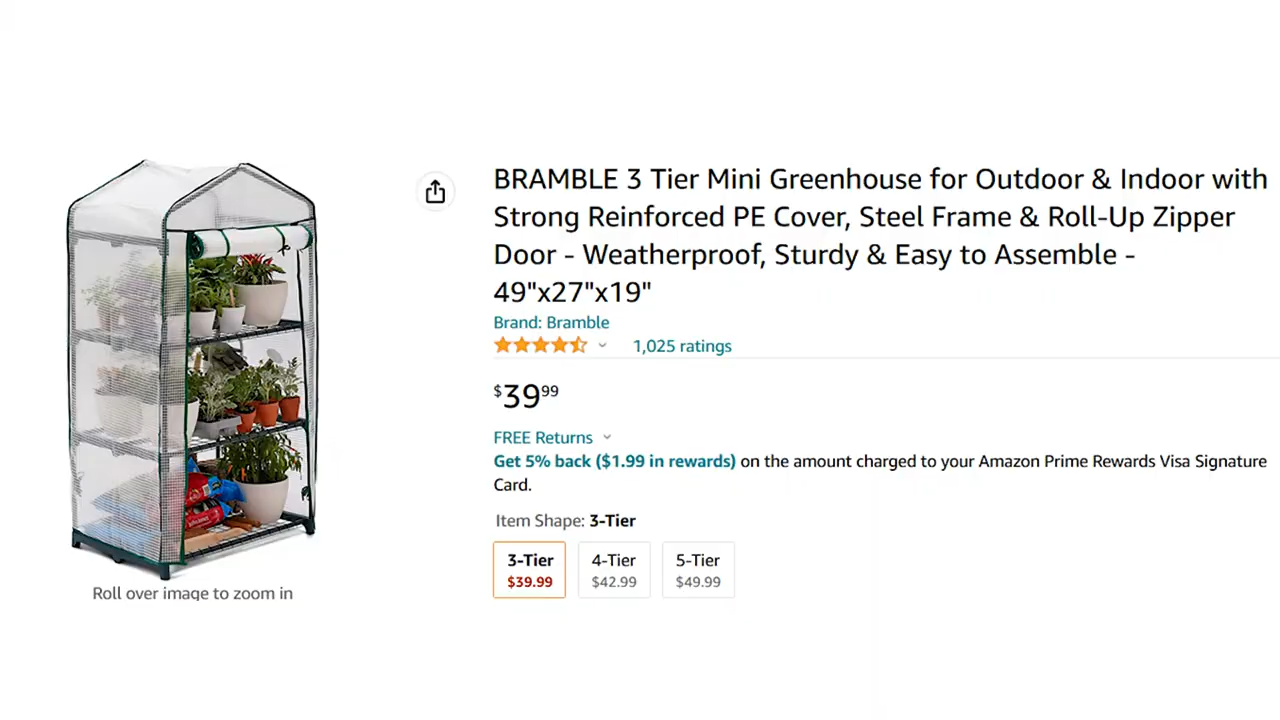 BRAMBLE 3 Tier Mini Greenhouse for Outdoor & Indoor with
Strong Reinforced PE Cover, Steel Frame & Roll-Up Zipper
Door - Weatherproof, Sturdy & Easy to Assemble -
49"x27"x19"
Brand: Bramble
1,025 ratings
$39⁹⁹
FREE Returns
Get 5% back ($1.99 in rewards) on the amount charged to your Amazon Prime Rewards Visa Signature
Card.
Item Shape: 3-Tier
3-Tier 4-Tier 5-Tier
$39.99 $42.99 $49.99
Roll over image to zoom in